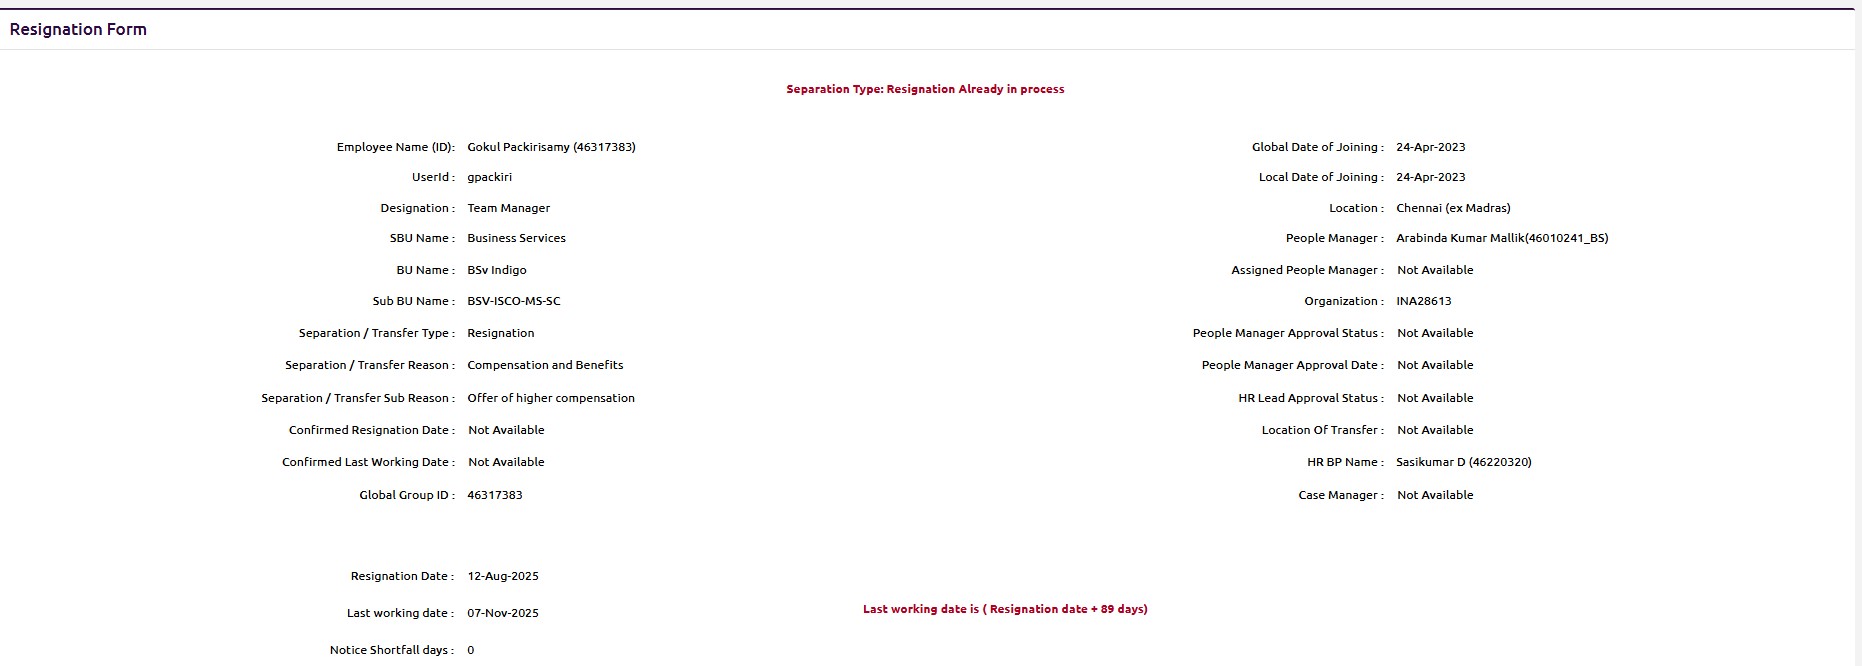 Resignation Form
Separation Type: Resignation Already in process
Employee Name (ID): Gokul Packirisamy (46317383)
UserId : gpackiri
Designation : Team Manager
SBU Name : Business Services
BU Name : BSv Indigo
Sub BU Name : BSV-ISCO-MS-SC
Separation / Transfer Type : Resignation
Separation / Transfer Reason : Compensation and Benefits
Separation / Transfer Sub Reason : Offer of higher compensation
Confirmed Resignation Date : Not Available
Confirmed Last Working Date : Not Available
Global Group ID : 46317383
Global Date of Joining : 24-Apr-2023
Local Date of Joining : 24-Apr-2023
Location : Chennai (ex Madras)
People Manager : Arabinda Kumar Mallik(46010241_BS)
Assigned People Manager : Not Available
Organization : INA28613
People Manager Approval Status : Not Available
People Manager Approval Date : Not Available
HR Lead Approval Status : Not Available
Location Of Transfer : Not Available
HR BP Name : Sasikumar D (46220320)
Case Manager : Not Available
Resignation Date : 12-Aug-2025
Last working date : 07-Nov-2025
Last working date is ( Resignation date + 89 days)
Notice Shortfall days : 0